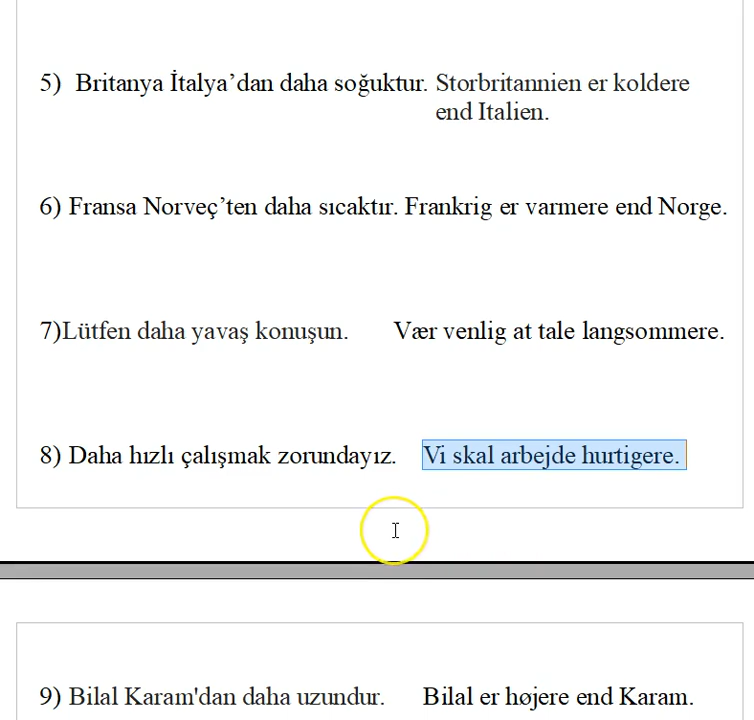 5) Britanya İtalya’dan daha soğuktur. Storbritannien er koldere
end Italien.
6) Fransa Norveç’ten daha sıcaktır. Frankrig er varmere end Norge.
7)Lütfen daha yavaş konuşun. Vær venlig at tale langsommere.
8) Daha hızlı çalışmak zorundayız. Vi skal arbejde hurtigere.
9) Bilal Karam'dan daha uzundur. Bilal er højere end Karam.